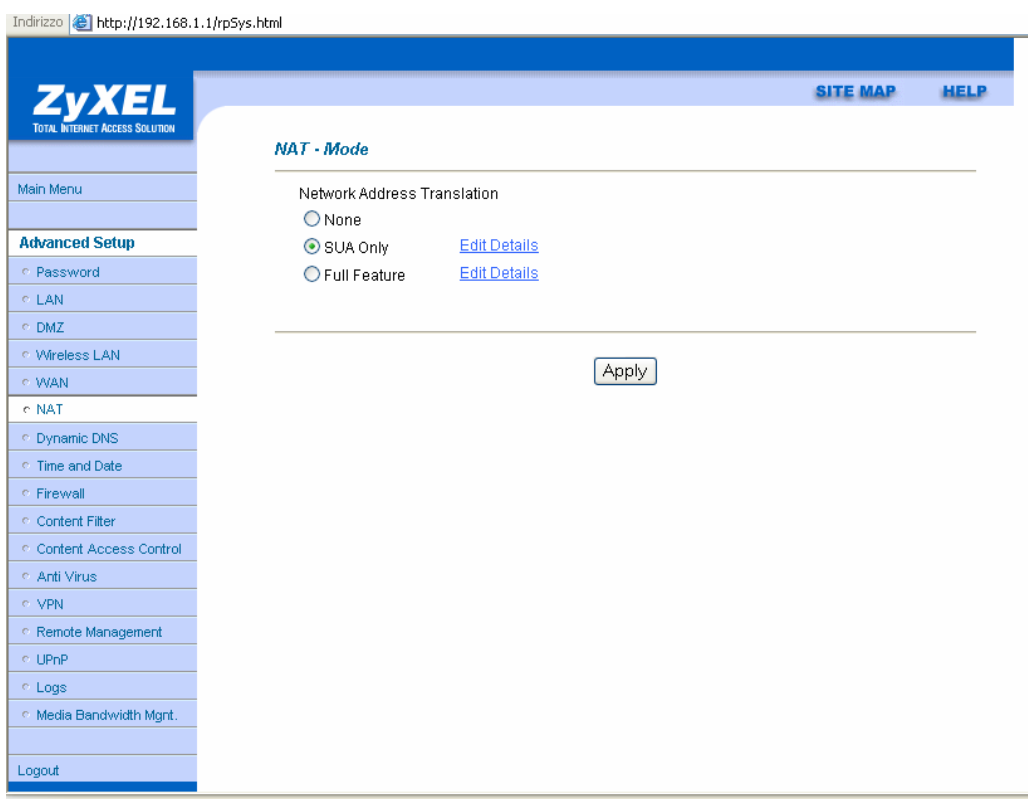 Indirizzo http://192.168.1.1/rpSys.html
ZyXEL
TOTAL INTERNET ACCESS SOLUTION
SITE MAP HELP
Main Menu
Advanced Setup
Password
LAN
DMZ
Wireless LAN
WAN
NAT
Dynamic DNS
Time and Date
Firewall
Content Filter
Content Access Control
Anti Virus
VPN
Remote Management
UPnP
Logs
Media Bandwidth Mgnt.
Logout
NAT - Mode
Network Address Translation
None
SUA Only Edit Details
Full Feature Edit Details
Apply